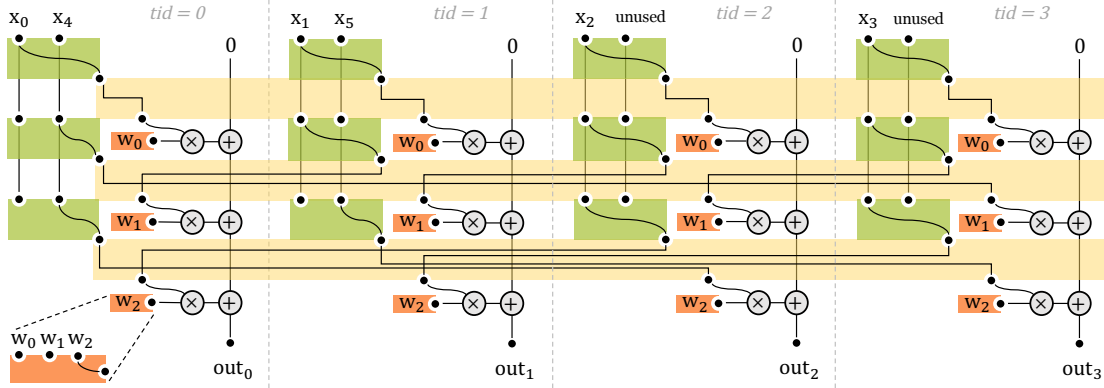 tid = 0 tid = 1 tid = 2 tid = 3
x₀ x₄ x₁ x₅ x₂ unused x₃ unused
0 0 0 0
w₀ × + w₀ × + w₀ × + w₀ × +
w₁ × + w₁ × + w₁ × + w₁ × +
w₂ × + w₂ × + w₂ × + w₂ × +
w₀ w₁ w₂
out₀ out₁ out₂ out₃